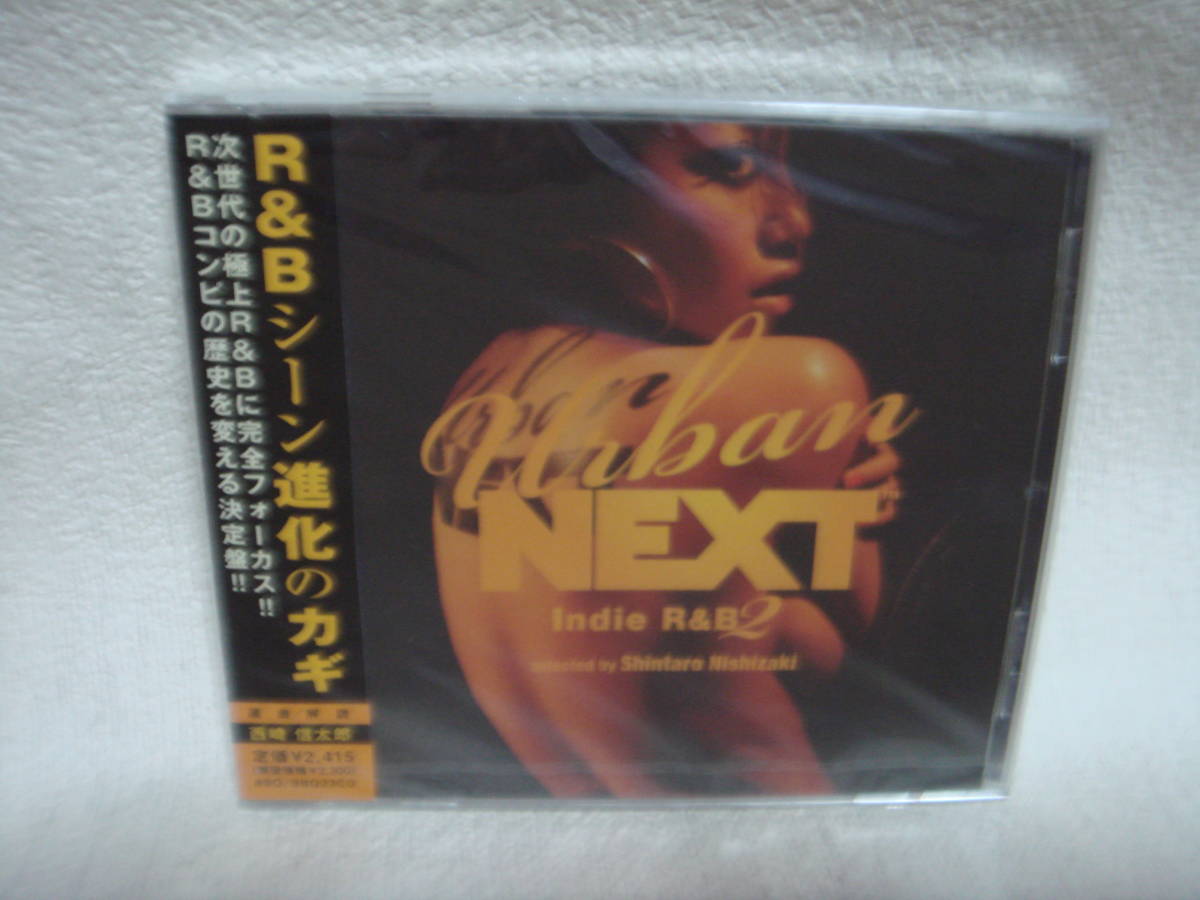 R&Bシーン進化のカギ
次世代の極上R&Bに完全フォーカス!!
R&Bコンピの歴史を変える決定盤!!
西崎 信太郎
定価¥2,415
Urban
NEXT
Indie R&B2
selected by Shintaro Nishizaki